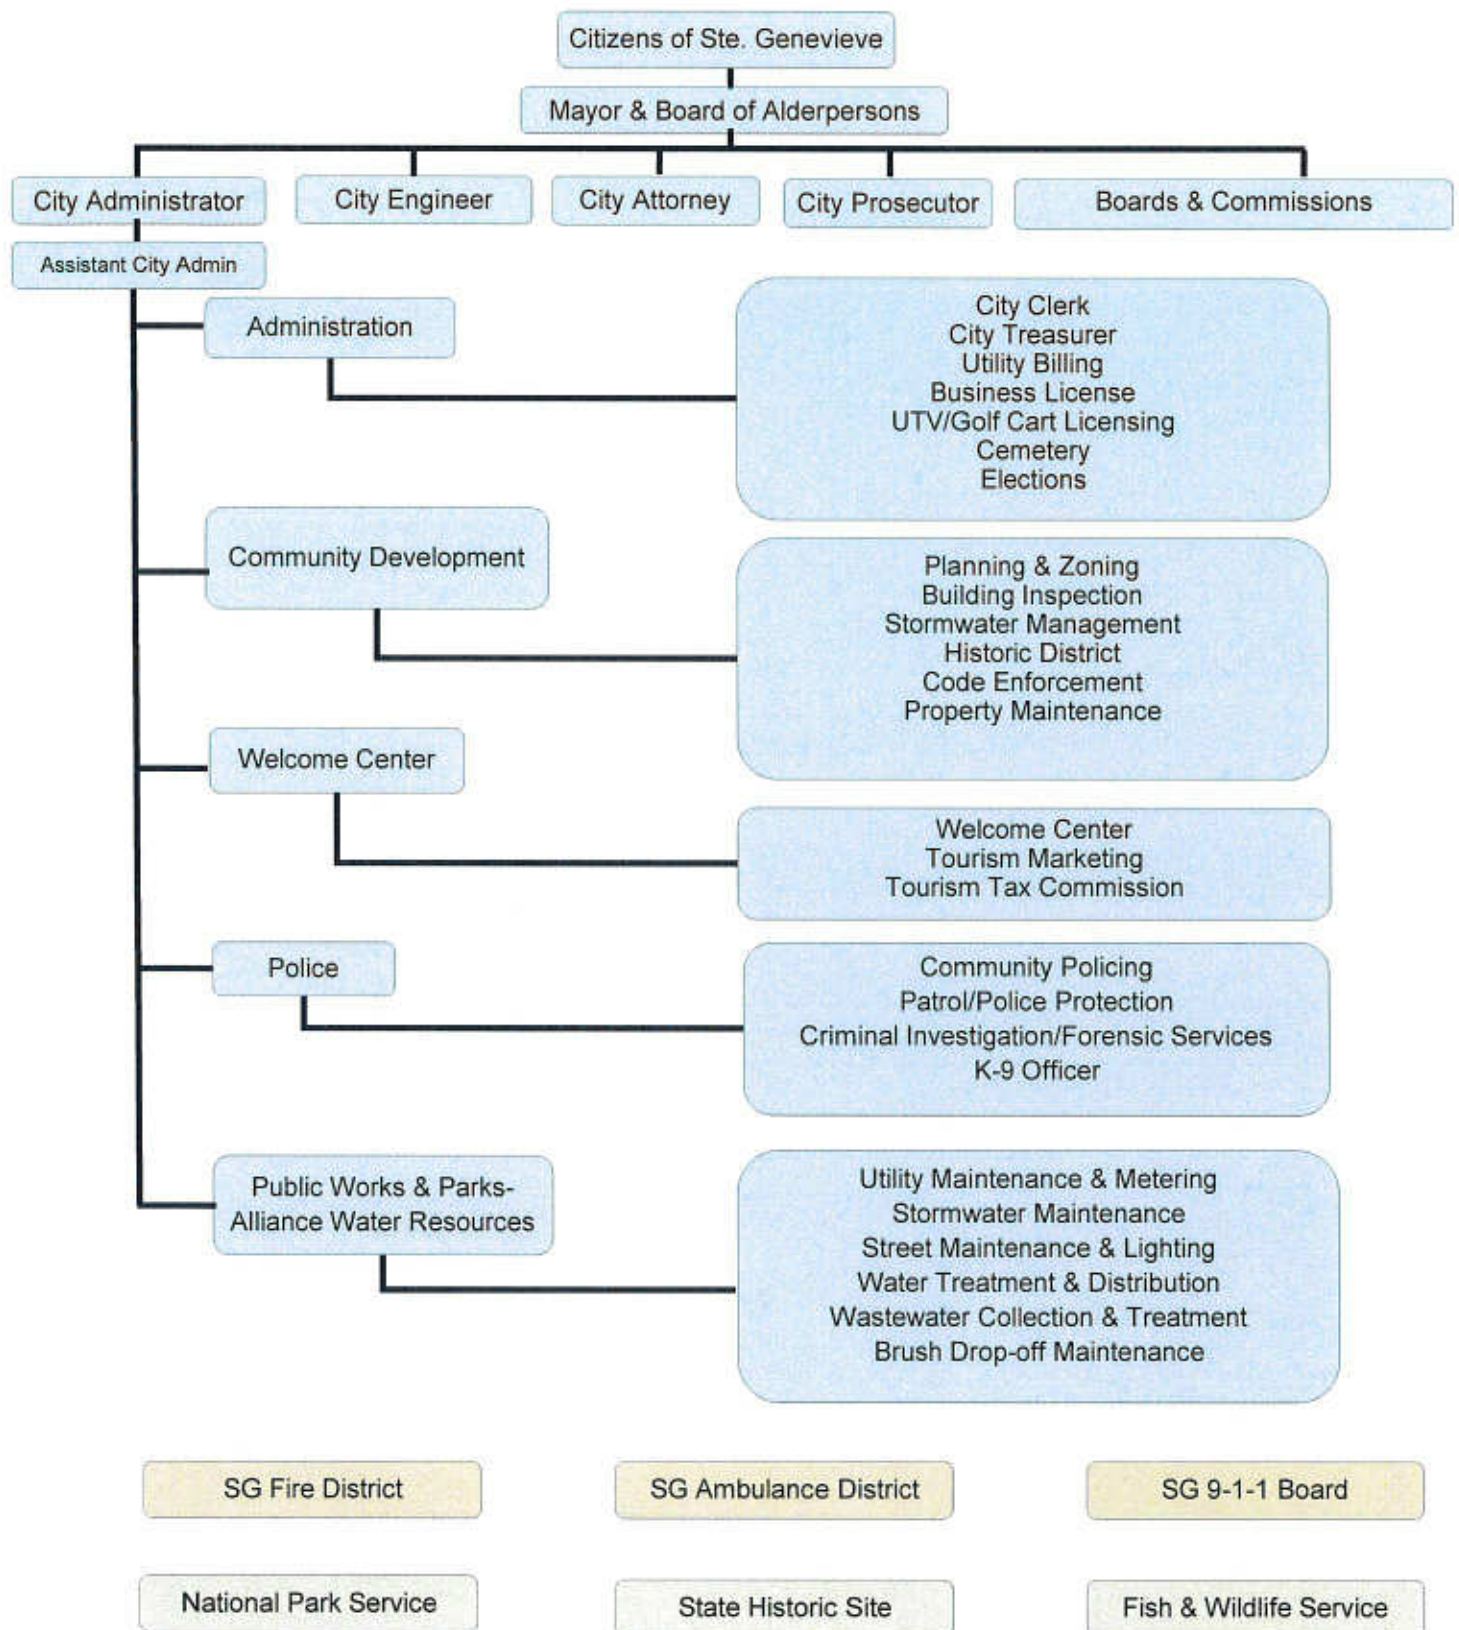 Citizens of Ste. Genevieve
Mayor & Board of Alderpersons
City Administrator
City Engineer
City Attorney
City Prosecutor
Boards & Commissions
Assistant City Admin
Administration
City Clerk
City Treasurer
Utility Billing
Business License
UTV/Golf Cart Licensing
Cemetery
Elections
Community Development
Planning & Zoning
Building Inspection
Stormwater Management
Historic District
Code Enforcement
Property Maintenance
Welcome Center
Welcome Center
Tourism Marketing
Tourism Tax Commission
Police
Community Policing
Patrol/Police Protection
Criminal Investigation/Forensic Services
K-9 Officer
Public Works & Parks-
Alliance Water Resources
Utility Maintenance & Metering
Stormwater Maintenance
Street Maintenance & Lighting
Water Treatment & Distribution
Wastewater Collection & Treatment
Brush Drop-off Maintenance
SG Fire District
SG Ambulance District
SG 9-1-1 Board
National Park Service
State Historic Site
Fish & Wildlife Service